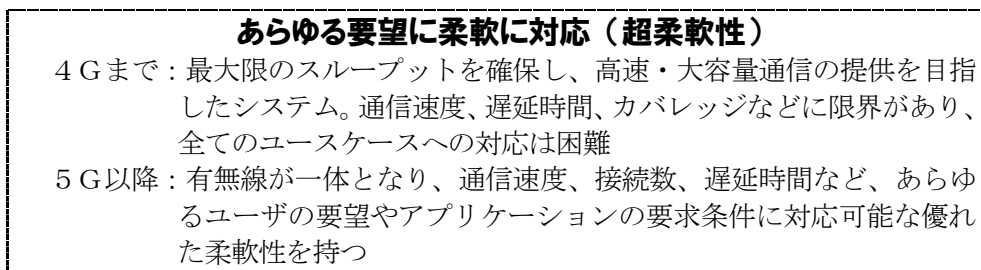 あらゆる要望に柔軟に対応（超柔軟性）
４Gまで：最大限のスループットを確保し、高速・大容量通信の提供を目指
したシステム。通信速度、遅延時間、カバレッジなどに限界があり、
全てのユースケースへの対応は困難
５G以降：有無線が一体となり、通信速度、接続数、遅延時間など、あらゆ
るユーザの要望やアプリケーションの要求条件に対応可能な優れ
た柔軟性を持つ